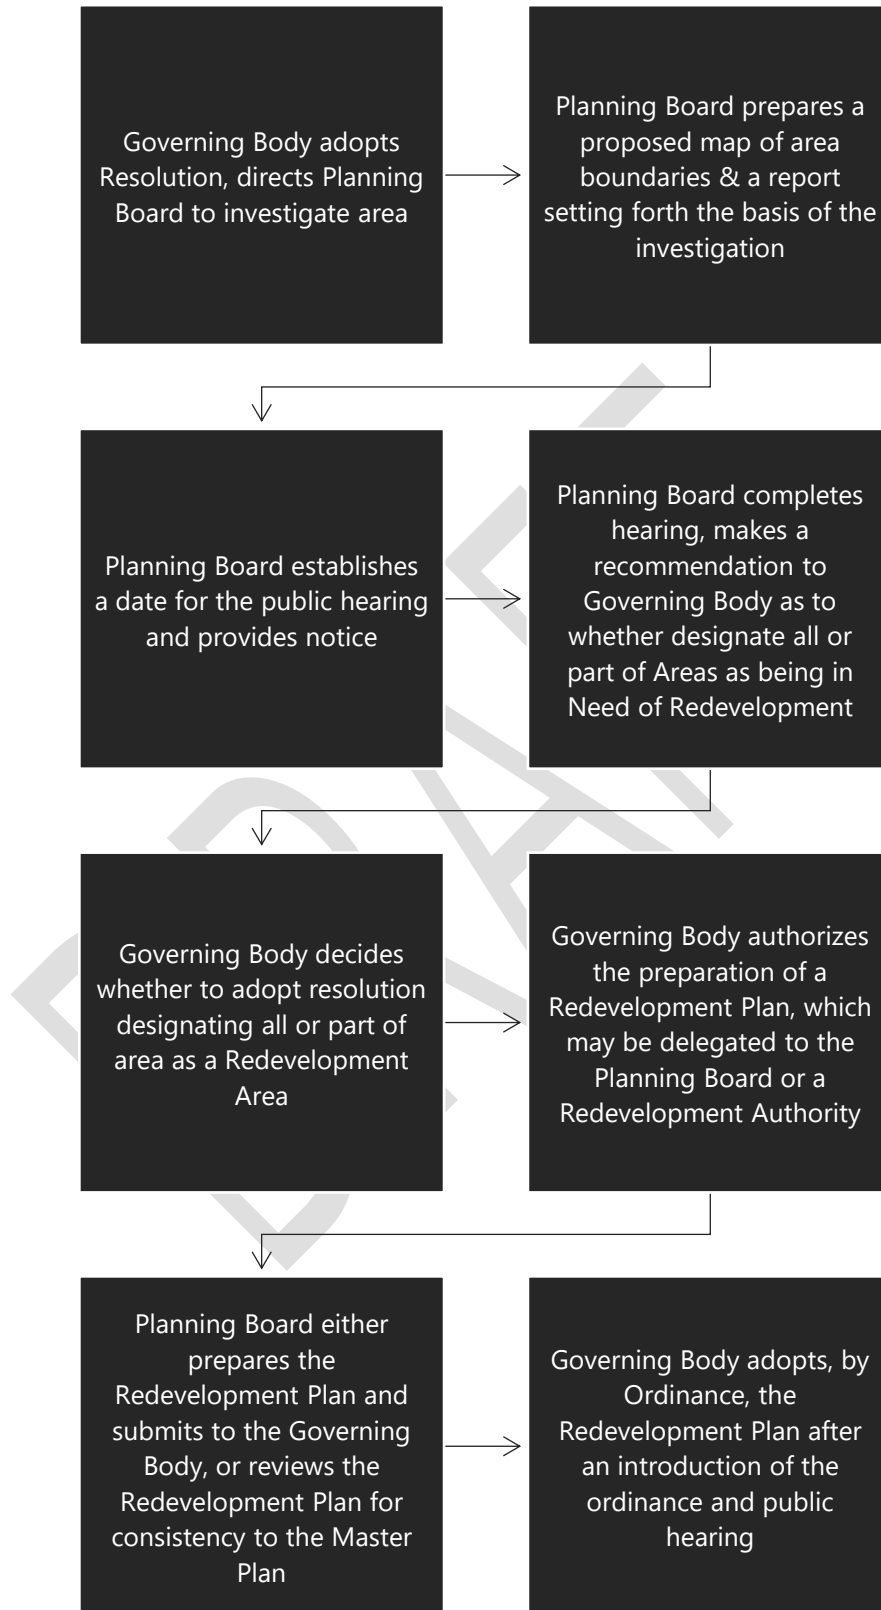 Governing Body adopts
Resolution, directs Planning
Board to investigate area
Planning Board prepares a
proposed map of area
boundaries & a report
setting forth the basis of the
investigation
Planning Board establishes
a date for the public hearing
and provides notice
Planning Board completes
hearing, makes a
recommendation to
Governing Body as to
whether designate all or
part of Areas as being in
Need of Redevelopment
Governing Body decides
whether to adopt resolution
designating all or part of
area as a Redevelopment
Area
Governing Body authorizes
the preparation of a
Redevelopment Plan, which
may be delegated to the
Planning Board or a
Redevelopment Authority
Planning Board either
prepares the
Redevelopment Plan and
submits to the Governing
Body, or reviews the
Redevelopment Plan for
consistency to the Master
Plan
Governing Body adopts, by
Ordinance, the
Redevelopment Plan after
an introduction of the
ordinance and public
hearing
DRAFT